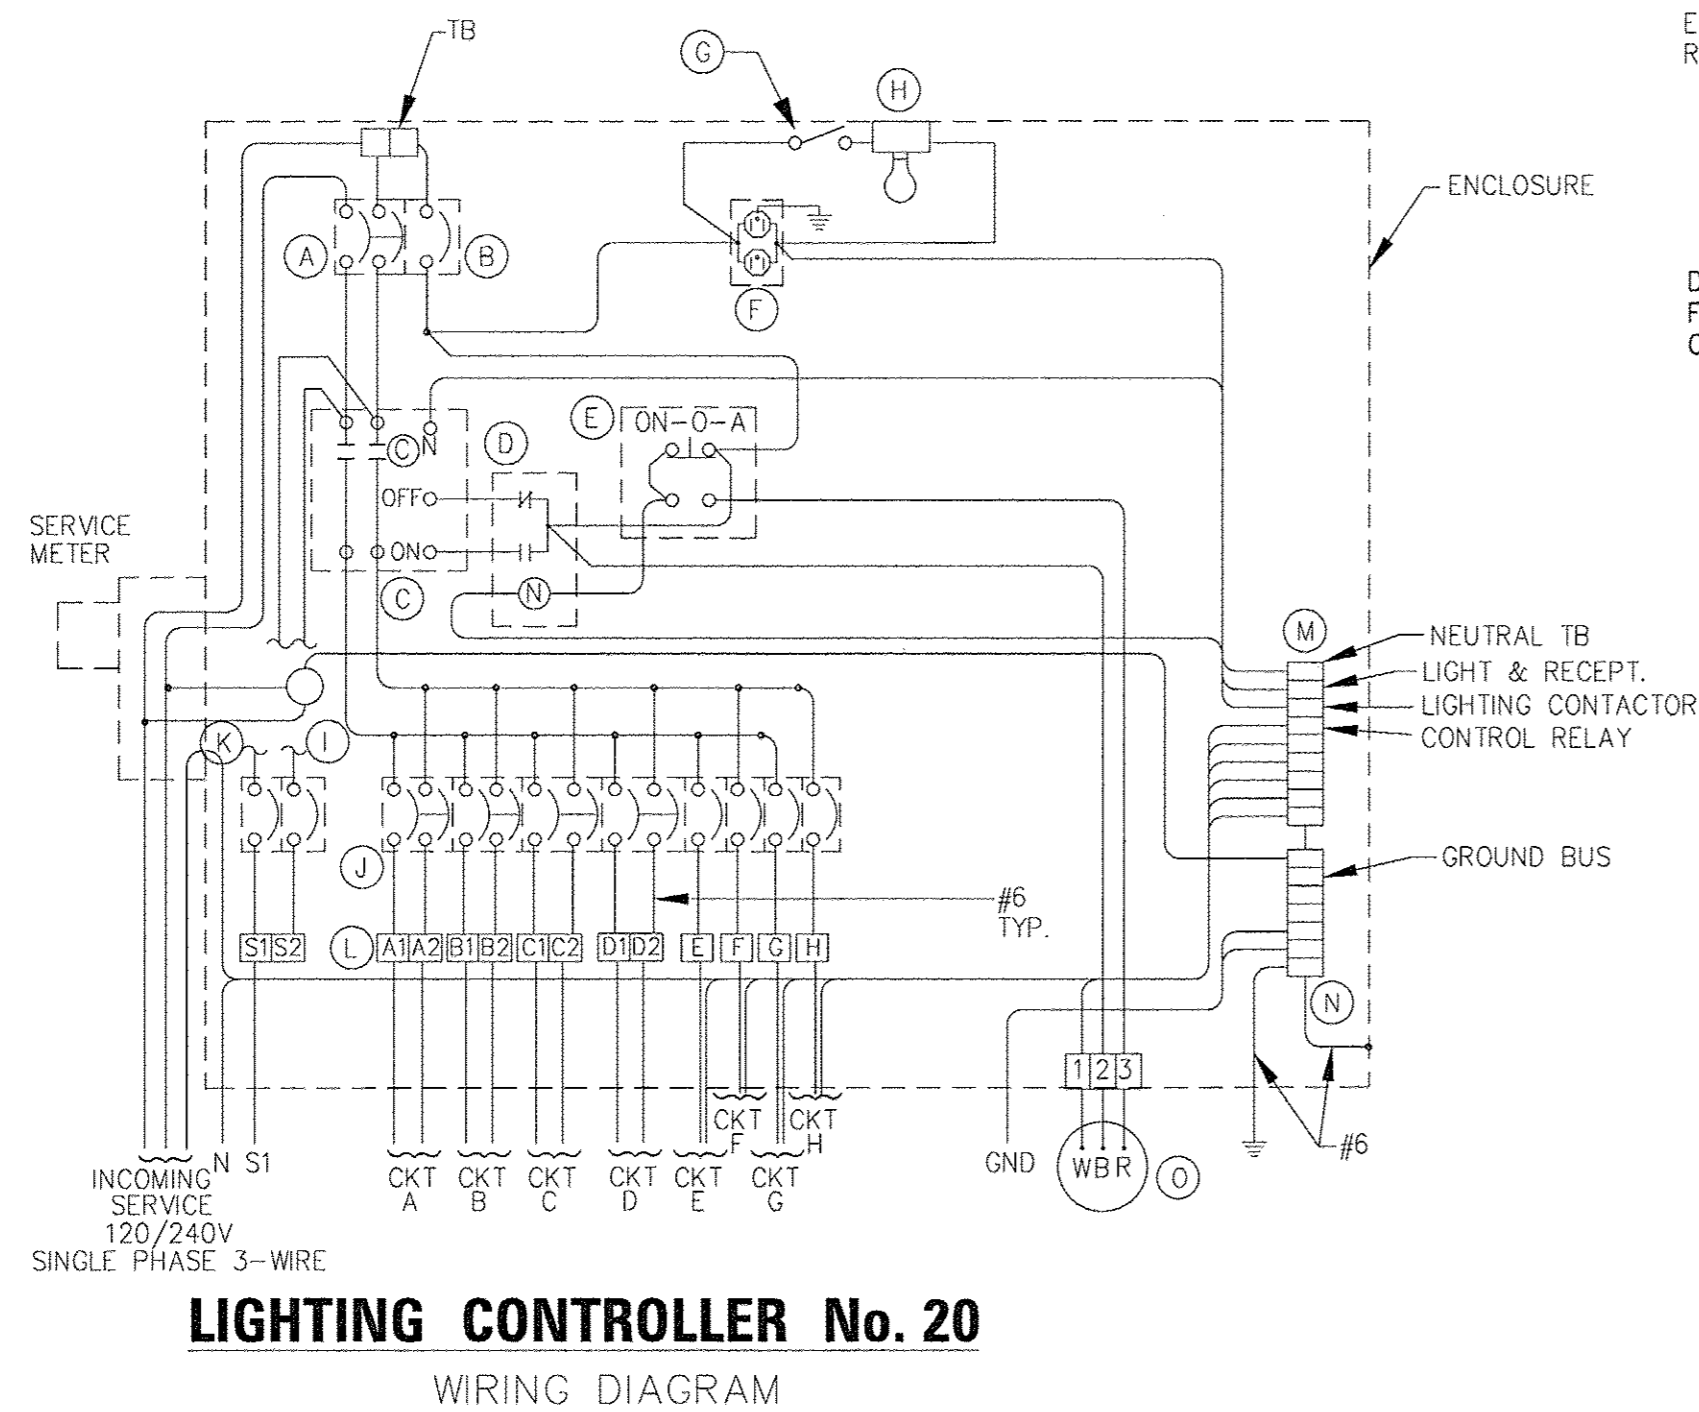 TB
G
H
E
R
ENCLOSURE
A
B
F
D
F
C
E
ON-O-A
D
C
N
OFF
ON
SERVICE
METER
C
N
M
NEUTRAL TB
LIGHT & RECEPT.
LIGHTING CONTACTOR
CONTROL RELAY
K
I
J
GROUND BUS
#6
TYP.
S1 S2
L
A1 A2 B1 B2 C1 C2 D1 D2 E F G H
N
1 2 3
CKT
F
CKT
H
#6
GND
W B R
O
INCOMING
SERVICE
120/240V
SINGLE PHASE 3-WIRE
N S1
CKT
A
CKT
B
CKT
C
CKT
D
CKT
E
CKT
G
LIGHTING CONTROLLER No. 20
WIRING DIAGRAM